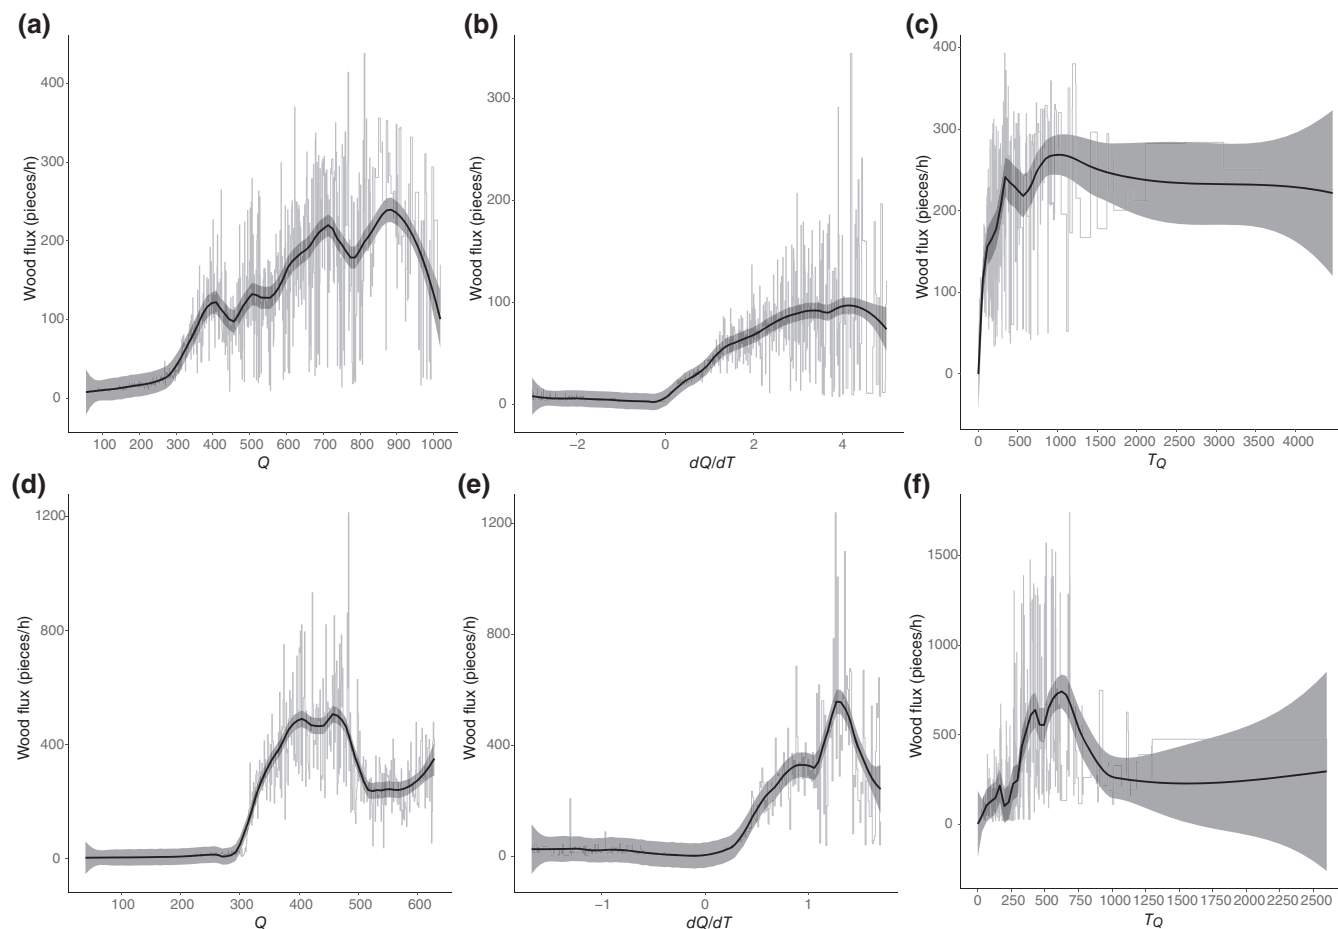 (a)
Wood flux (pieces/h)
400
300
200
100
0
100 200 300 400 500 600 700 800 900 1000
Q
(b)
Wood flux (pieces/h)
300
200
100
0
−2 0 2 4
dQ/dT
(c)
Wood flux (pieces/h)
400
300
200
100
0
0 500 1000 1500 2000 2500 3000 3500 4000
TQ
(d)
Wood flux (pieces/h)
1200
800
400
0
100 200 300 400 500 600
Q
(e)
Wood flux (pieces/h)
1200
800
400
0
−1 0 1
dQ/dT
(f)
Wood flux (pieces/h)
1500
1000
500
0
0 250 500 750 1000 1250 1500 1750 2000 2250 2500
TQ